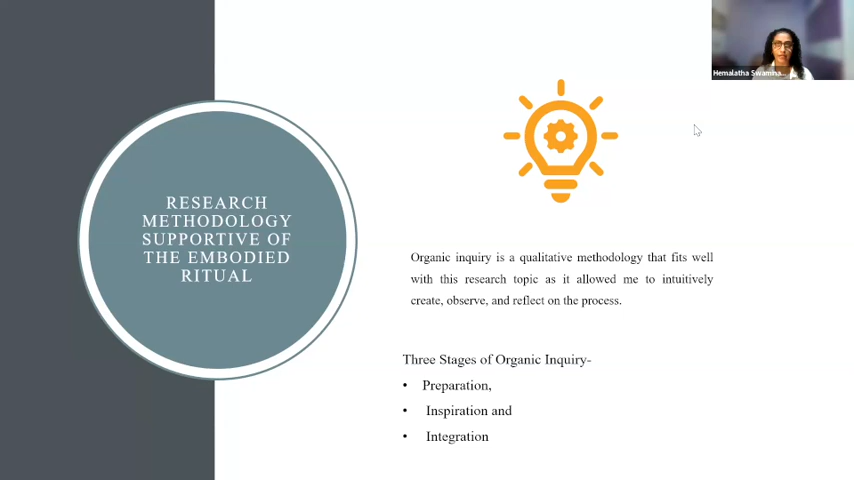 Hemalatha Swamina...
RESEARCH
METHODOLOGY
SUPPORTIVE OF
THE EMBODIED
RITUAL
Organic inquiry is a qualitative methodology that fits well
with this research topic as it allowed me to intuitively
create, observe, and reflect on the process.
Three Stages of Organic Inquiry-
• Preparation,
• Inspiration and
• Integration